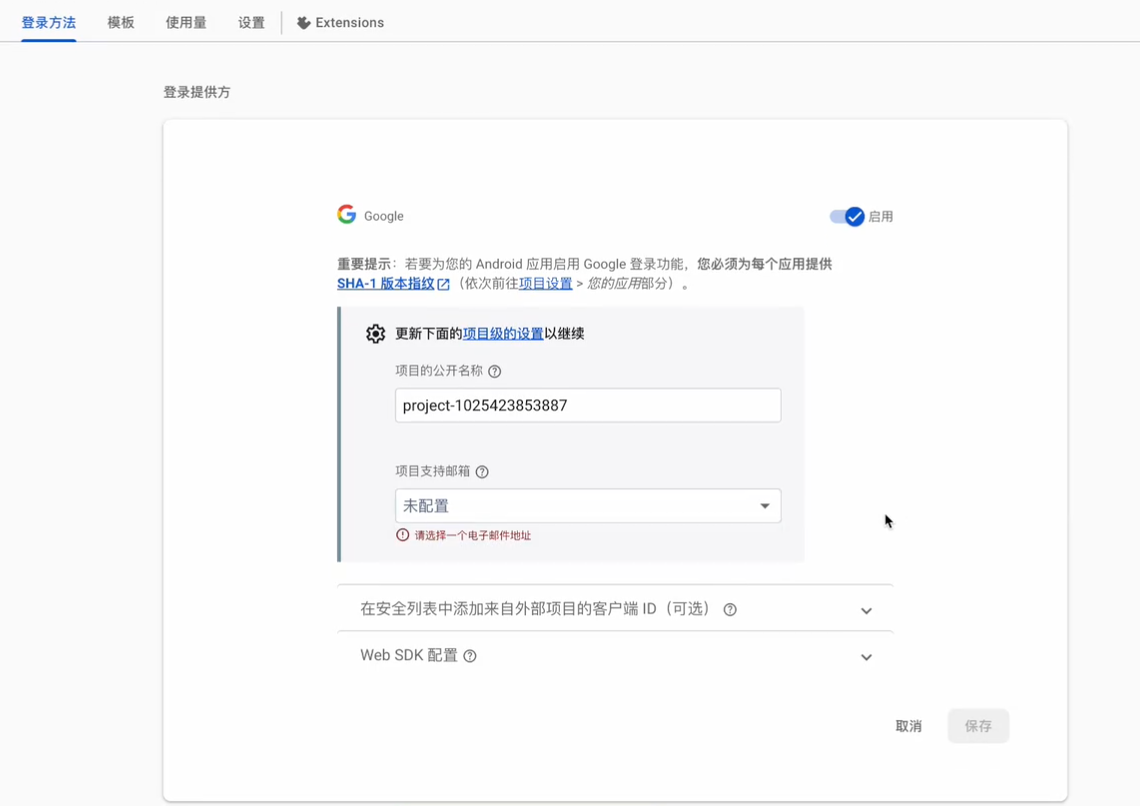 登录方法 模板 使用量 设置 Extensions
登录提供方
Google 启用
重要提示：若要为您的 Android 应用启用 Google 登录功能，您必须为每个应用提供
SHA-1 版本指纹（依次前往项目设置 > 您的应用部分）。
更新下面的项目级的设置以继续
项目的公开名称
project-1025423853887
项目支持邮箱
未配置
请选择一个电子邮件地址
在安全列表中添加来自外部项目的客户端 ID（可选）
Web SDK 配置
取消 保存